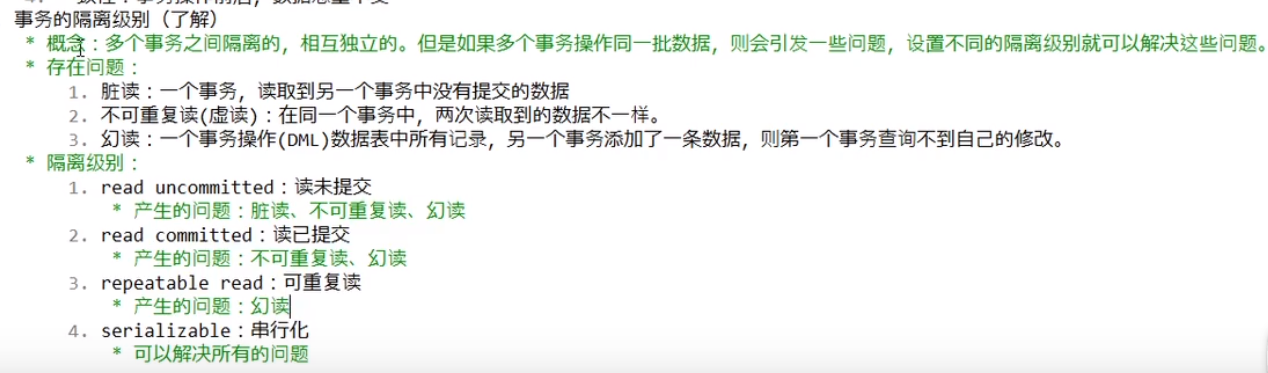 事务的隔离级别（了解）
* 概念：多个事务之间隔离的，相互独立的。但是如果多个事务操作同一批数据，则会引发一些问题，设置不同的隔离级别就可以解决这些问题。
* 存在问题：
1. 脏读：一个事务，读取到另一个事务中没有提交的数据
2. 不可重复读(虚读)：在同一个事务中，两次读取到的数据不一样。
3. 幻读：一个事务操作(DML)数据表中所有记录，另一个事务添加了一条数据，则第一个事务查询不到自己的修改。
* 隔离级别：
1. read uncommitted：读未提交
* 产生的问题：脏读、不可重复读、幻读
2. read committed：读已提交
* 产生的问题：不可重复读、幻读
3. repeatable read：可重复读
* 产生的问题：幻读
4. serializable：串行化
* 可以解决所有的问题